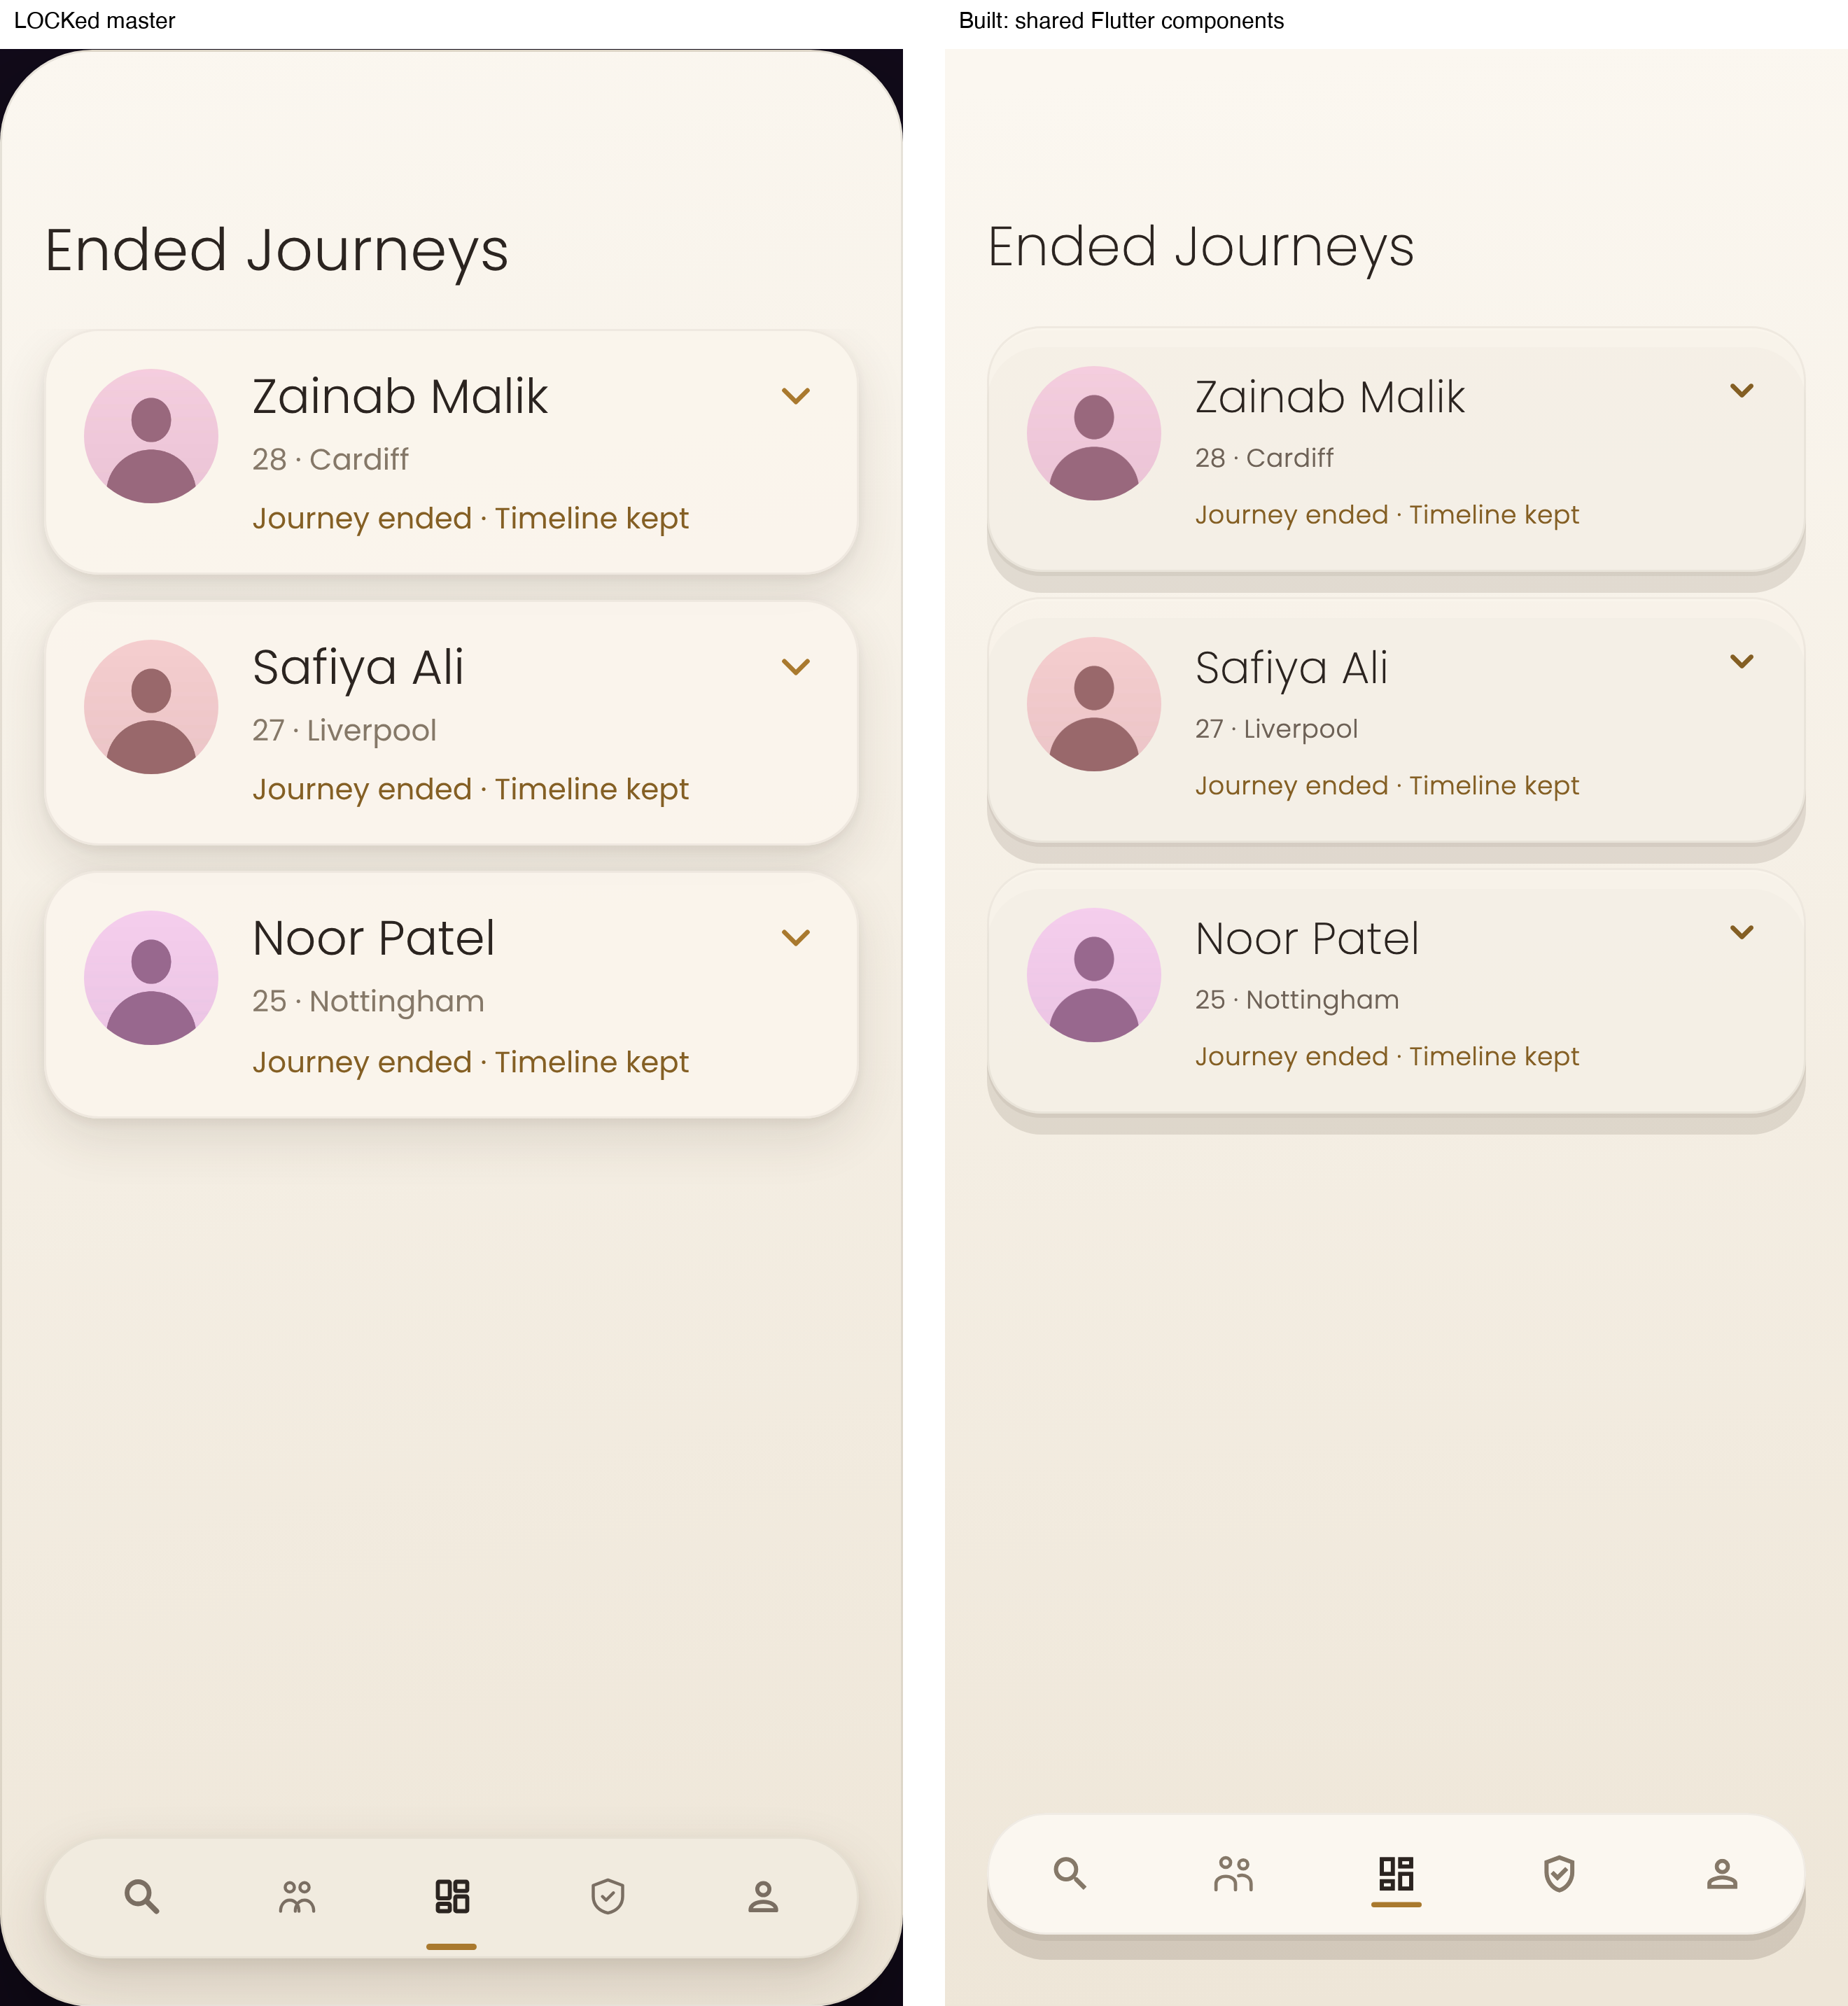 LOCKed master
Ended Journeys
Zainab Malik
28 · Cardiff
Journey ended · Timeline kept
Safiya Ali
27 · Liverpool
Journey ended · Timeline kept
Noor Patel
25 · Nottingham
Journey ended · Timeline kept
Built: shared Flutter components
Ended Journeys
Zainab Malik
28 · Cardiff
Journey ended · Timeline kept
Safiya Ali
27 · Liverpool
Journey ended · Timeline kept
Noor Patel
25 · Nottingham
Journey ended · Timeline kept